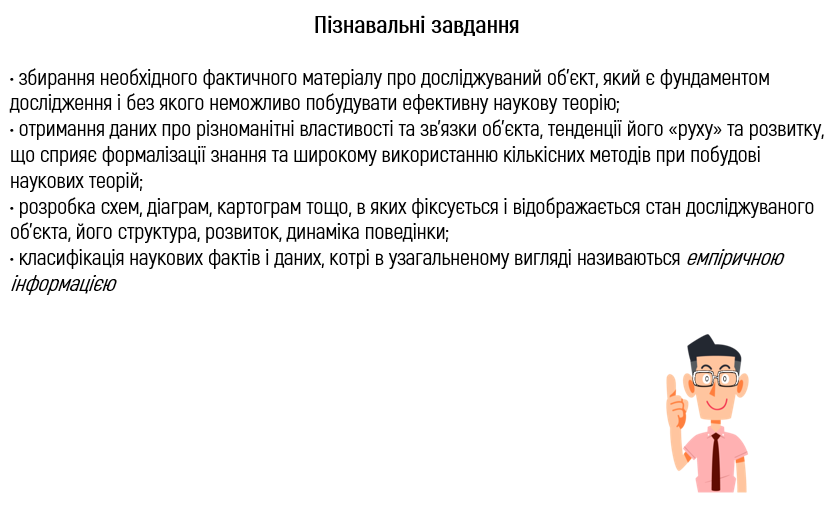 Пізнавальні завдання
• збирання необхідного фактичного матеріалу про досліджуваний об’єкт, який є фундаментом
дослідження і без якого неможливо побудувати ефективну наукову теорію;
• отримання даних про різноманітні властивості та зв’язки об’єкта, тенденції його «руху» та розвитку,
що сприяє формалізації знання та широкому використанню кількісних методів при побудові
наукових теорій;
• розробка схем, діаграм, картограм тощо, в яких фіксується і відображається стан досліджуваного
об’єкта, його структура, розвиток, динаміка поведінки;
• класифікація наукових фактів і даних, котрі в узагальненому вигляді називаються емпіричною
інформацією